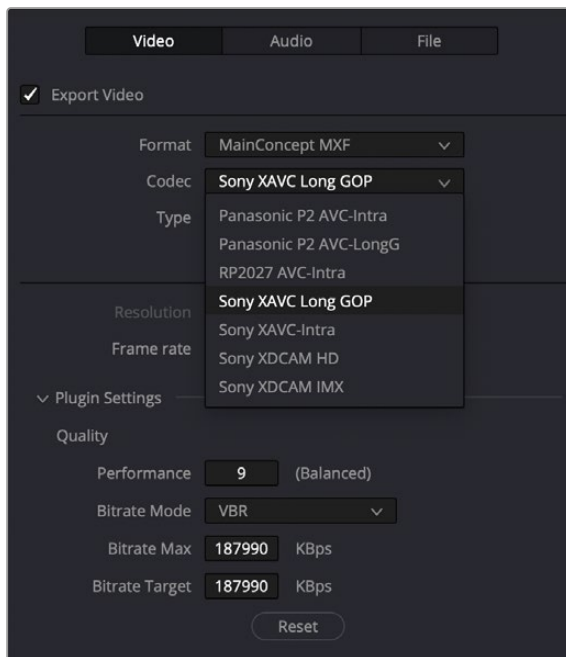 Video Audio File
Export Video
Format MainConcept MXF
Codec Sony XAVC Long GOP
Type Panasonic P2 AVC-Intra
Panasonic P2 AVC-LongG
RP2027 AVC-Intra
Sony XAVC Long GOP
Resolution Sony XAVC-Intra
Frame rate Sony XDCAM HD
Sony XDCAM IMX
Plugin Settings
Quality
Performance 9 (Balanced)
Bitrate Mode VBR
Bitrate Max 187990 KBps
Bitrate Target 187990 KBps
Reset